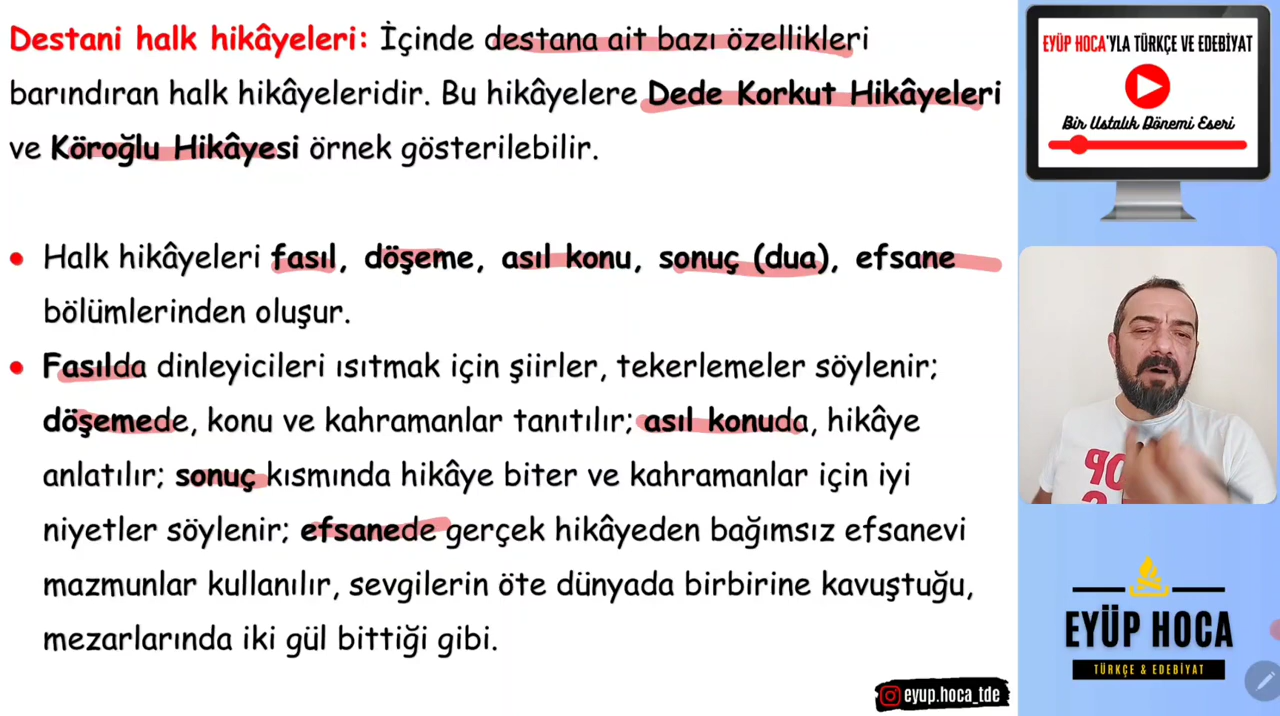 Destani halk hikâyeleri: İçinde destana ait bazı özellikleri
barındıran halk hikâyeleridir. Bu hikâyelere Dede Korkut Hikâyeleri
ve Köroğlu Hikâyesi örnek gösterilebilir.
• Halk hikâyeleri fasıl, döşeme, asıl konu, sonuç (dua), efsane
bölümlerinden oluşur.
• Fasılda dinleyicileri ısıtmak için şiirler, tekerlemeler söylenir;
döşemede, konu ve kahramanlar tanıtılır; asıl konuda, hikâye
anlatılır; sonuç kısmında hikâye biter ve kahramanlar için iyi
niyetler söylenir; efsanede gerçek hikâyeden bağımsız efsanevi
mazmunlar kullanılır, sevgilerin öte dünyada birbirine kavuştuğu,
mezarlarında iki gül bittiği gibi.
eyup.hoca_tde
EYÜP HOCA'YLA TÜRKÇE VE EDEBİYAT
Bir Ustalık Dönemi Eseri
EYÜP HOCA
TÜRKÇE & EDEBİYAT